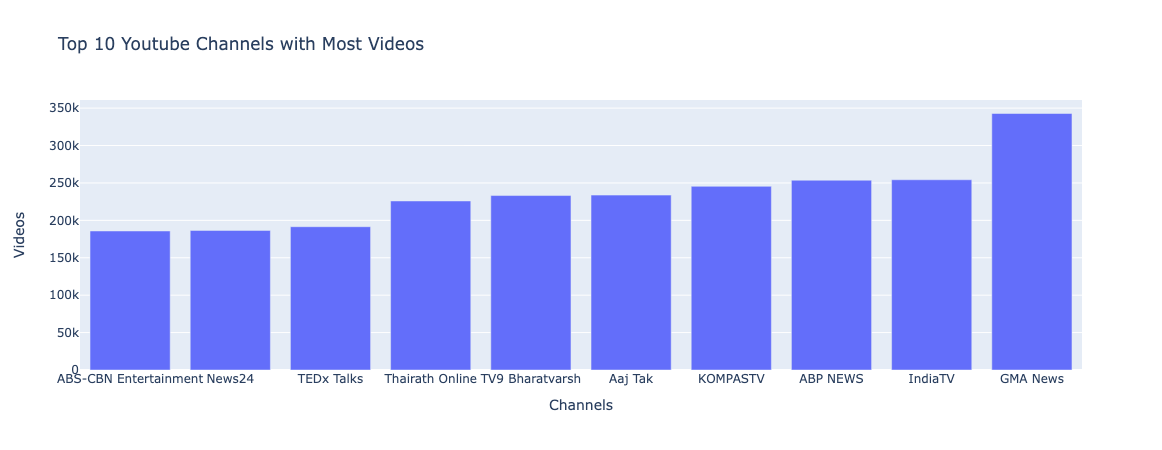 Top 10 Youtube Channels with Most Videos
350k
300k
250k
200k
150k
100k
50k
0
Videos
ABS-CBN Entertainment News24 TEDx Talks Thairath Online TV9 Bharatvarsh Aaj Tak KOMPASTV ABP NEWS IndiaTV GMA News
Channels